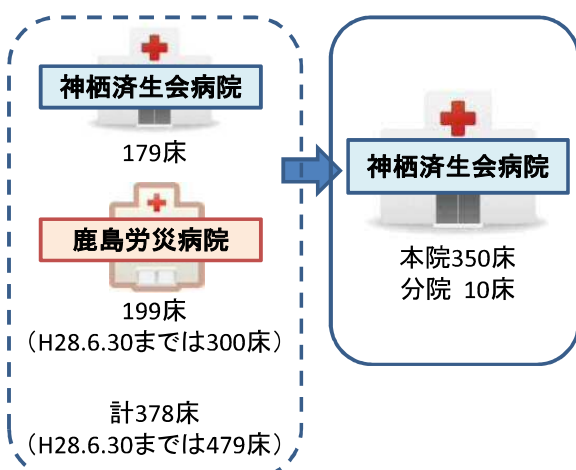 神栖済生会病院
179床
鹿島労災病院
199床
（H28.6.30までは300床）
計378床
（H28.6.30までは479床）
神栖済生会病院
本院350床
分院 10床